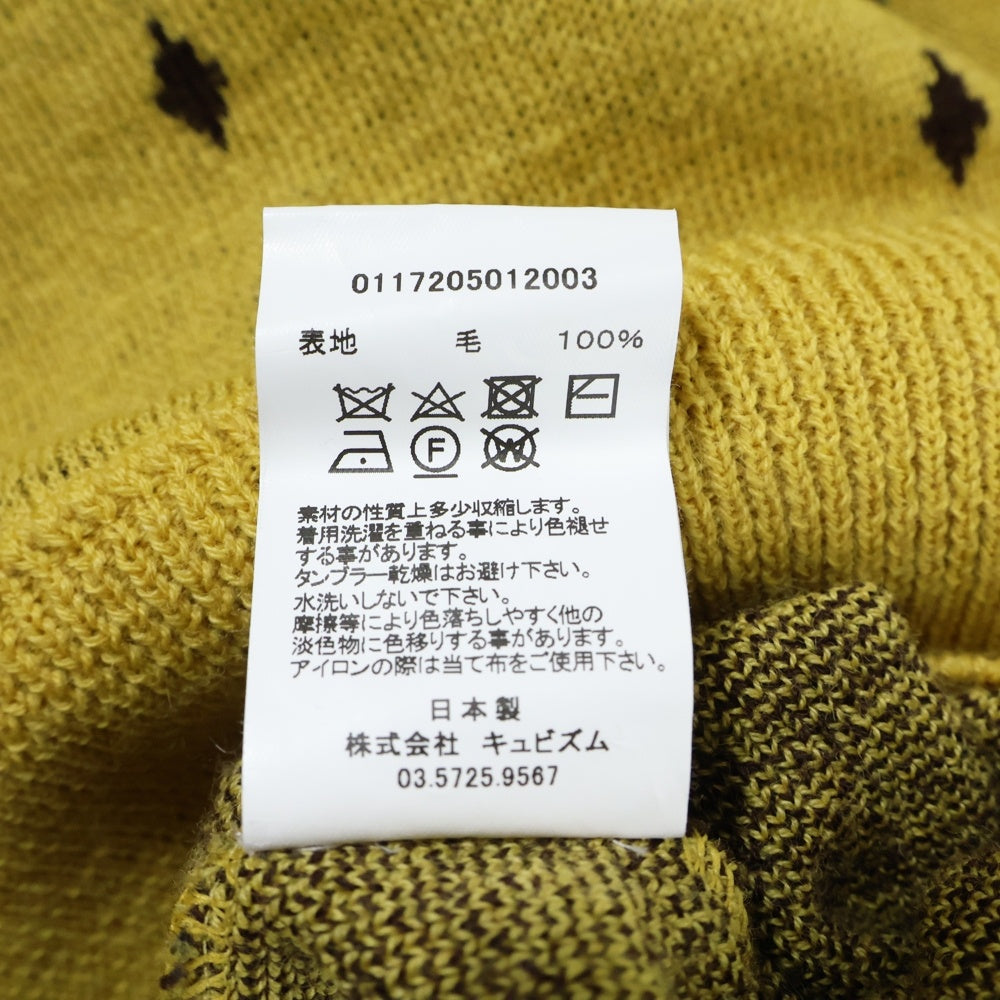 0117205012003
表地 毛 100%
F W
素材の性質上多少収縮します。
着用洗濯を重ねる事により色褪せ
する事があります。
タンブラー乾燥はお避け下さい。
水洗いしないで下さい。
摩擦等により色落ちしやすく他の
淡色物に色移りする事があります。
アイロンの際は当て布をご使用下さい。
日本製
株式会社 キュビズム
03.5725.9567